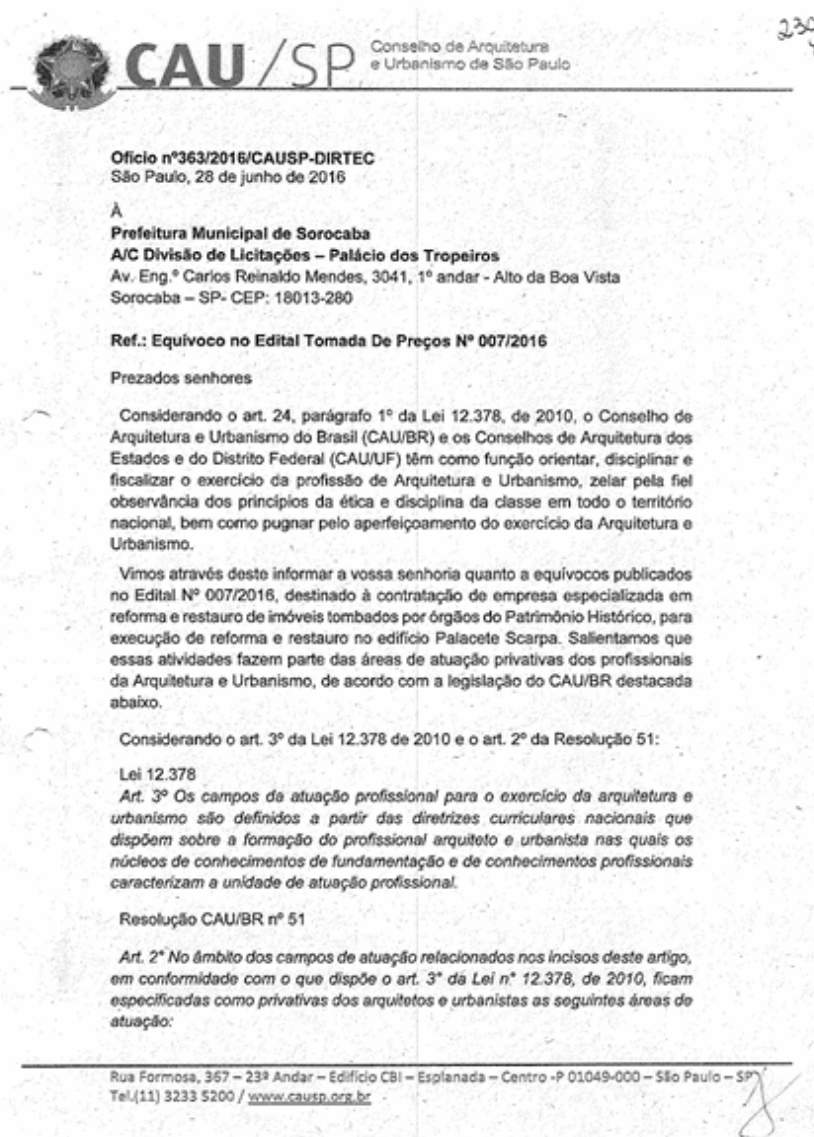 230
CAU/SP Conselho de Arquitetura
e Urbanismo de São Paulo
Ofício nº363/2016/CAUSP-DIRTEC
São Paulo, 28 de junho de 2016
À
Prefeitura Municipal de Sorocaba
A/C Divisão de Licitações – Palácio dos Tropeiros
Av. Eng.º Carlos Reinaldo Mendes, 3041, 1º andar - Alto da Boa Vista
Sorocaba – SP- CEP: 18013-280
Ref.: Equívoco no Edital Tomada De Preços Nº 007/2016
Prezados senhores
Considerando o art. 24, parágrafo 1º da Lei 12.378, de 2010, o Conselho de
Arquitetura e Urbanismo do Brasil (CAU/BR) e os Conselhos de Arquitetura dos
Estados e do Distrito Federal (CAU/UF) têm como função orientar, disciplinar e
fiscalizar o exercício da profissão de Arquitetura e Urbanismo, zelar pela fiel
observância dos princípios da ética e disciplina da classe em todo o território
nacional, bem como pugnar pelo aperfeiçoamento do exercício da Arquitetura e
Urbanismo.
Vimos através deste informar a vossa senhoria quanto a equívocos publicados
no Edital Nº 007/2016, destinado à contratação de empresa especializada em
reforma e restauro de imóveis tombados por órgãos do Patrimônio Histórico, para
execução de reforma e restauro no edifício Palacete Scarpa. Salientamos que
essas atividades fazem parte das áreas de atuação privativas dos profissionais
da Arquitetura e Urbanismo, de acordo com a legislação do CAU/BR destacada
abaixo.
Considerando o art. 3º da Lei 12.378 de 2010 e o art. 2º da Resolução 51:
Lei 12.378
Art. 3º Os campos da atuação profissional para o exercício da arquitetura e
urbanismo são definidos a partir das diretrizes curriculares nacionais que
dispõem sobre a formação do profissional arquiteto e urbanista nas quais os
núcleos de conhecimentos de fundamentação e de conhecimentos profissionais
caracterizam a unidade de atuação profissional.
Resolução CAU/BR nº 51
Art. 2° No âmbito dos campos de atuação relacionados nos incisos deste artigo,
em conformidade com o que dispõe o art. 3° da Lei n° 12.378, de 2010, ficam
especificadas como privativas dos arquitetos e urbanistas as seguintes áreas de
atuação:
Rua Formosa, 367 – 23º Andar – Edifício CBI – Esplanada – Centro -P 01049-000 – São Paulo – SP
Tel.(11) 3233 5200 / www.causp.org.br